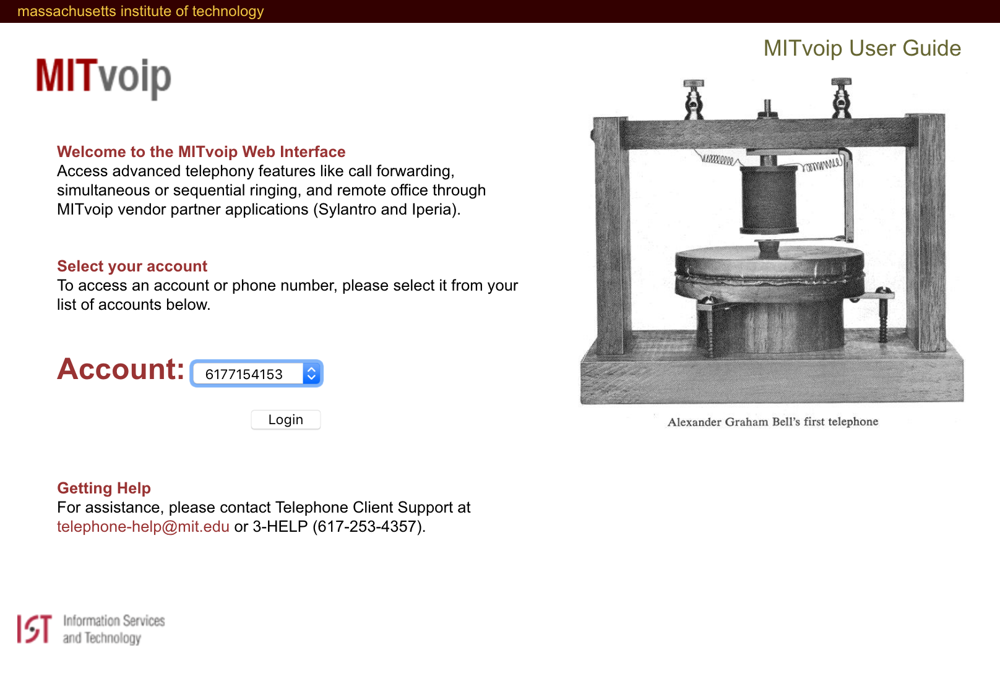 massachusetts institute of technology
MITvoip User Guide
MITvoip
Welcome to the MITvoip Web Interface
Access advanced telephony features like call forwarding,
simultaneous or sequential ringing, and remote office through
MITvoip vendor partner applications (Sylantro and Iperia).
Select your account
To access an account or phone number, please select it from your
list of accounts below.
Account: 6177154153
Login
Alexander Graham Bell's first telephone
Getting Help
For assistance, please contact Telephone Client Support at
telephone-help@mit.edu or 3-HELP (617-253-4357).
IST Information Services
and Technology